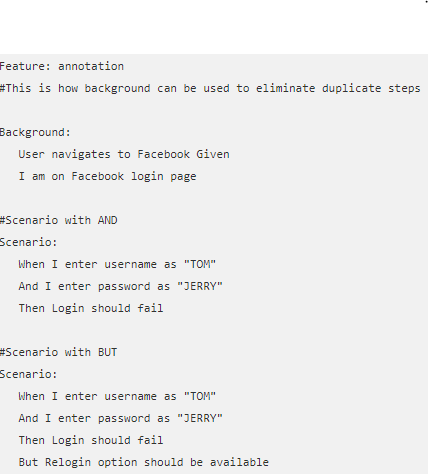 .
Feature: annotation
#This is how background can be used to eliminate duplicate steps
Background:
User navigates to Facebook Given
I am on Facebook login page
#Scenario with AND
Scenario:
When I enter username as "TOM"
And I enter password as "JERRY"
Then Login should fail
#Scenario with BUT
Scenario:
When I enter username as "TOM"
And I enter password as "JERRY"
Then Login should fail
But Relogin option should be available